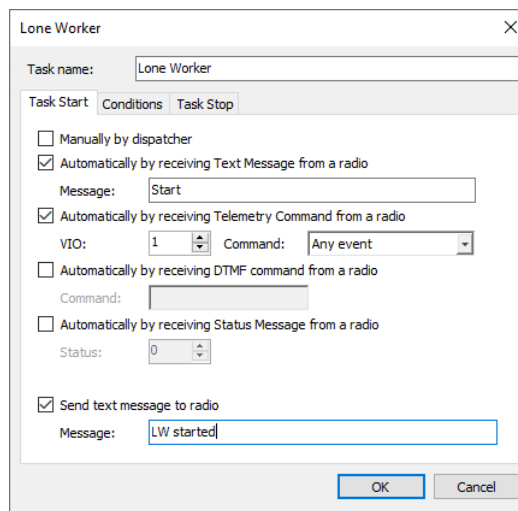 Lone Worker
Task name: Lone Worker
Task Start Conditions Task Stop
Manually by dispatcher
Automatically by receiving Text Message from a radio
Message: Start
Automatically by receiving Telemetry Command from a radio
VIO: 1 Command: Any event
Automatically by receiving DTMF command from a radio
Command:
Automatically by receiving Status Message from a radio
Status: 0
Send text message to radio
Message: LW started
OK Cancel